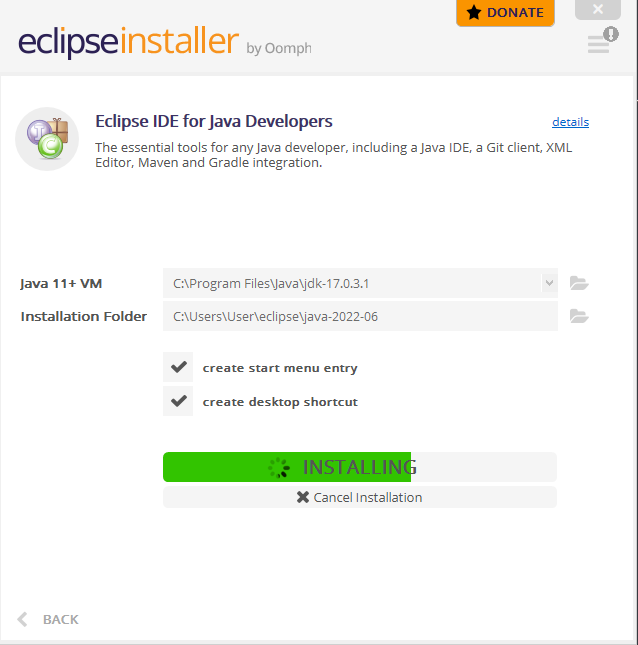 DONATE
eclipseinstaller by Oomph
Eclipse IDE for Java Developers
details
The essential tools for any Java developer, including a Java IDE, a Git client, XML
Editor, Maven and Gradle integration.
Java 11+ VM
C:\Program Files\Java\jdk-17.0.3.1
Installation Folder
C:\Users\User\eclipse\java-2022-06
create start menu entry
create desktop shortcut
INSTALLING
Cancel Installation
BACK